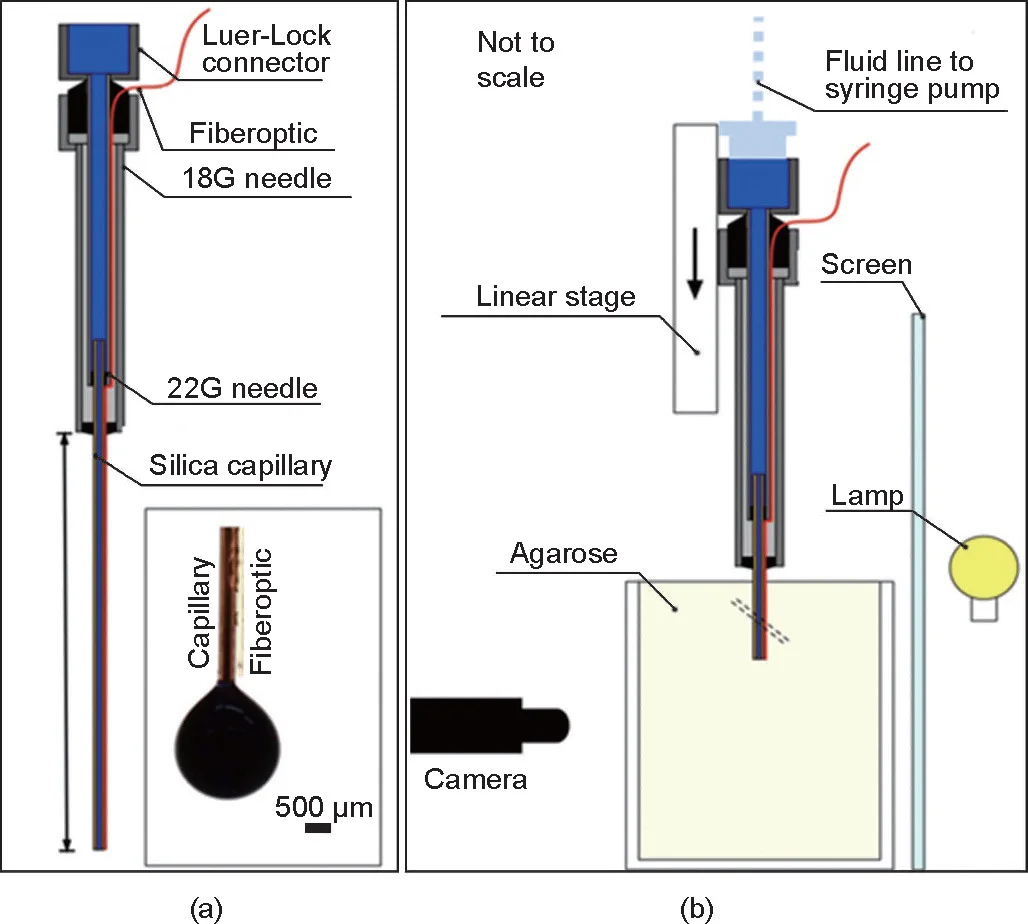 Luer-Lock
connector
Fiberoptic
18G needle
22G needle
Silica capillary
Capillary
Fiberoptic
500 µm
(a)
Not to
scale
Fluid line to
syringe pump
Screen
Linear stage
Lamp
Agarose
Camera
(b)